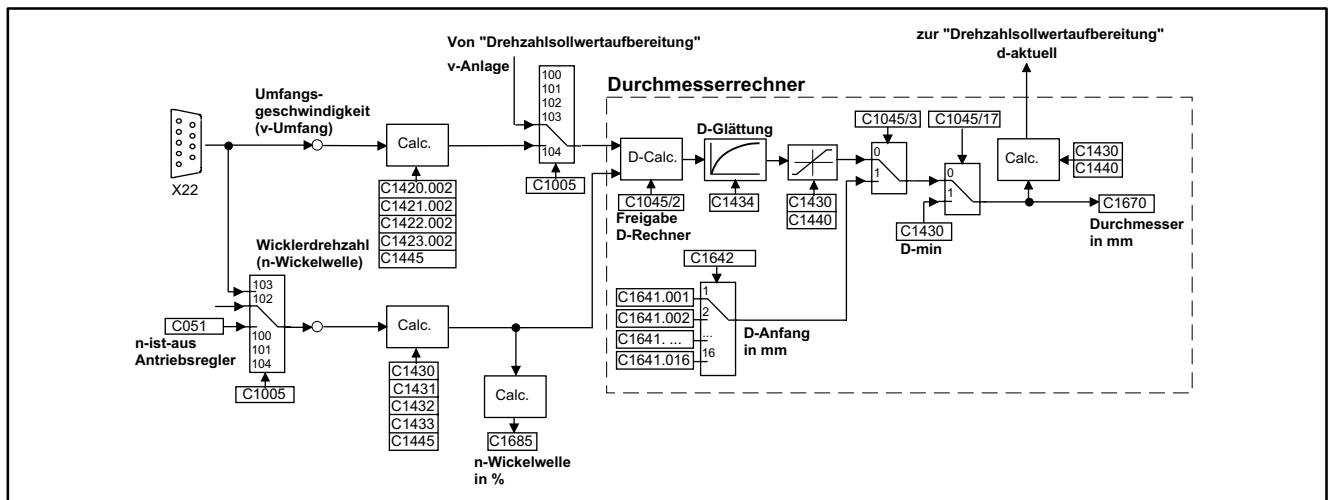 Von "Drehzahlsollwertaufbereitung"
v-Anlage
zur "Drehzahlsollwertaufbereitung"
d-aktuell
100
101
102
103
104
C1005
Durchmesserrechner
X22
Umfangs-
geschwindigkeit
(v-Umfang)
Calc.
C1420.002
C1421.002
C1422.002
C1423.002
C1445
D-Calc.
C1045/2
Freigabe
D-Rechner
D-Glättung
C1434
C1430
C1440
C1045/3
0
1
C1045/17
0
1
C1430
D-min
Calc.
C1430
C1440
C1670
Durchmesser
in mm
Wicklerdrehzahl
(n-Wickelwelle)
103
102
100
101
104
C051
n-ist-aus
Antriebsregler
C1005
Calc.
C1430
C1431
C1432
C1433
C1445
Calc.
C1685
n-Wickelwelle
in %
C1642
C1641.001
C1641.002
C1641. ...
C1641.016
1
2
...
16
D-Anfang
in mm